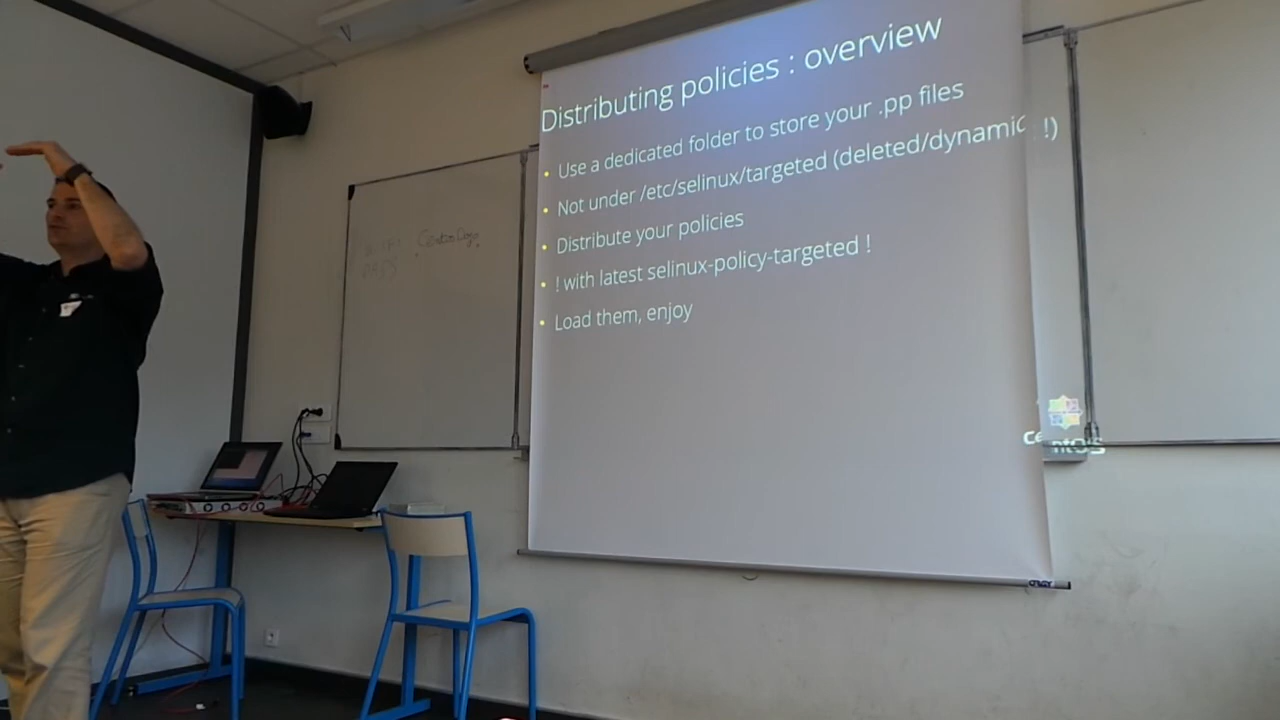 Distributing policies : overview
Use a dedicated folder to store your .pp files
Not under /etc/selinux/targeted (deleted/dynamic !)
Distribute your policies
! with latest selinux-policy-targeted !
Load them, enjoy
CentOS